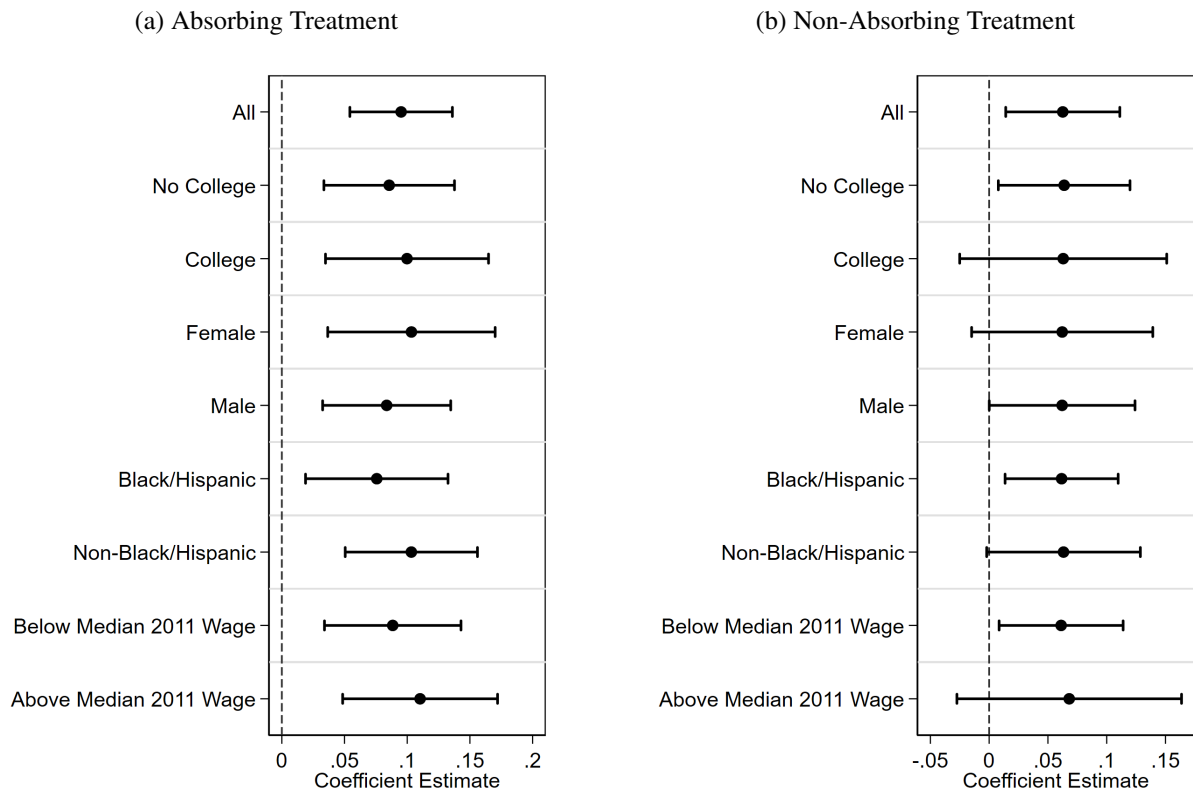 (a) Absorbing Treatment
All
No College
College
Female
Male
Black/Hispanic
Non-Black/Hispanic
Below Median 2011 Wage
Above Median 2011 Wage
0 .05 .1 .15 .2
Coefficient Estimate
(b) Non-Absorbing Treatment
All
No College
College
Female
Male
Black/Hispanic
Non-Black/Hispanic
Below Median 2011 Wage
Above Median 2011 Wage
-.05 0 .05 .1 .15
Coefficient Estimate